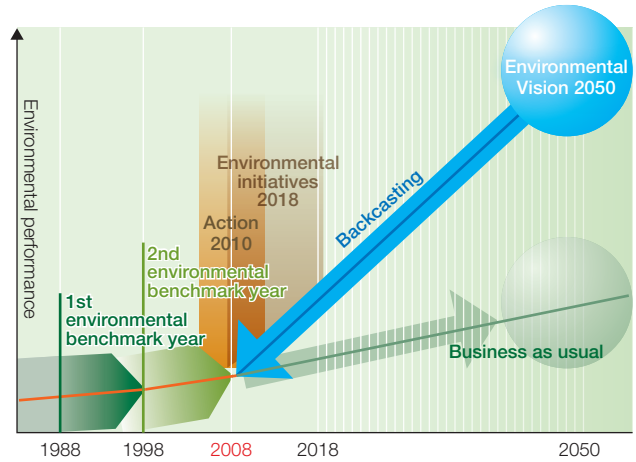 Environmental performance
Environmental
Vision 2050
Environmental
initiatives
2018
Action
2010
Backcasting
2nd
environmental
benchmark year
1st
environmental
benchmark year
Business as usual
1988
1998
2008
2018
2050